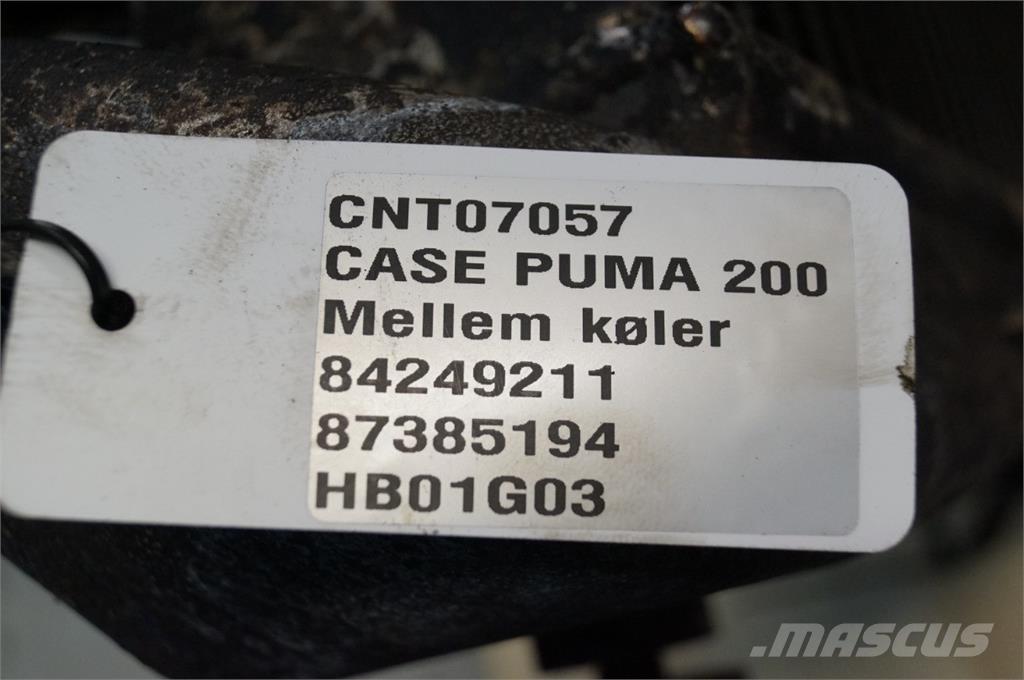 CNT07057
CASE PUMA 200
Mellem køler
84249211
87385194
HB01G03
.MASCUS